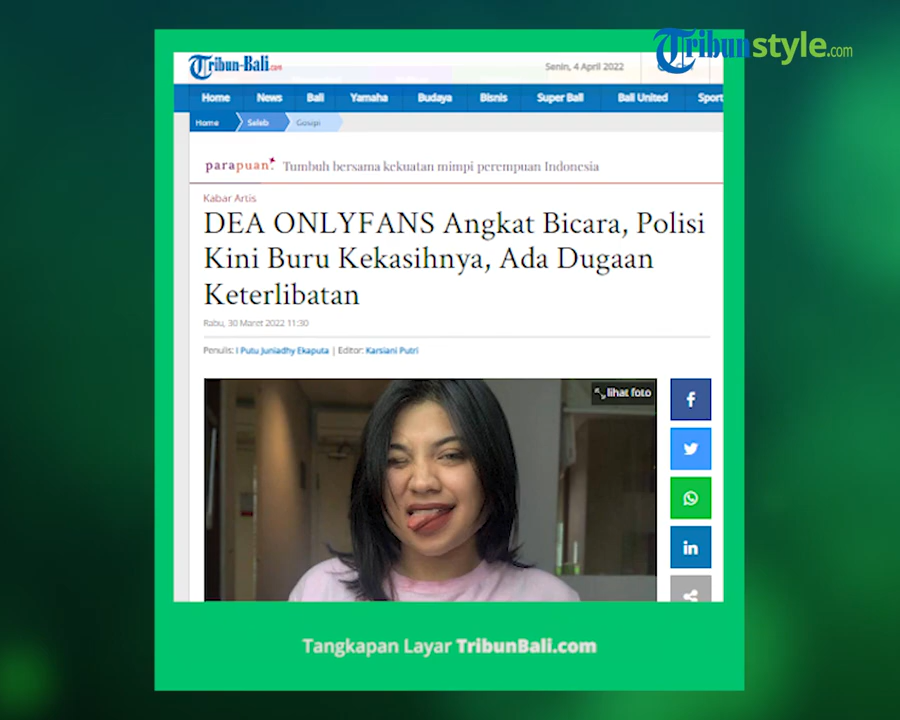 Tribunstyle.com
Tribun-Bali.com
Senin, 4 April 2022
Home News Bali Yamaha Budaya Bisnis Super Ball Bali United Sport
Home Seleb Gosipi
parapuan. Tumbuh bersama kekuatan mimpi perempuan Indonesia
Kabar Artis
DEA ONLYFANS Angkat Bicara, Polisi
Kini Buru Kekasihnya, Ada Dugaan
Keterlibatan
Rabu, 30 Maret 2022 11:30
Penulis: I Putu Juniadhy Ekaputa | Editor: Karsiani Putri
lihat foto
Tangkapan Layar TribunBali.com